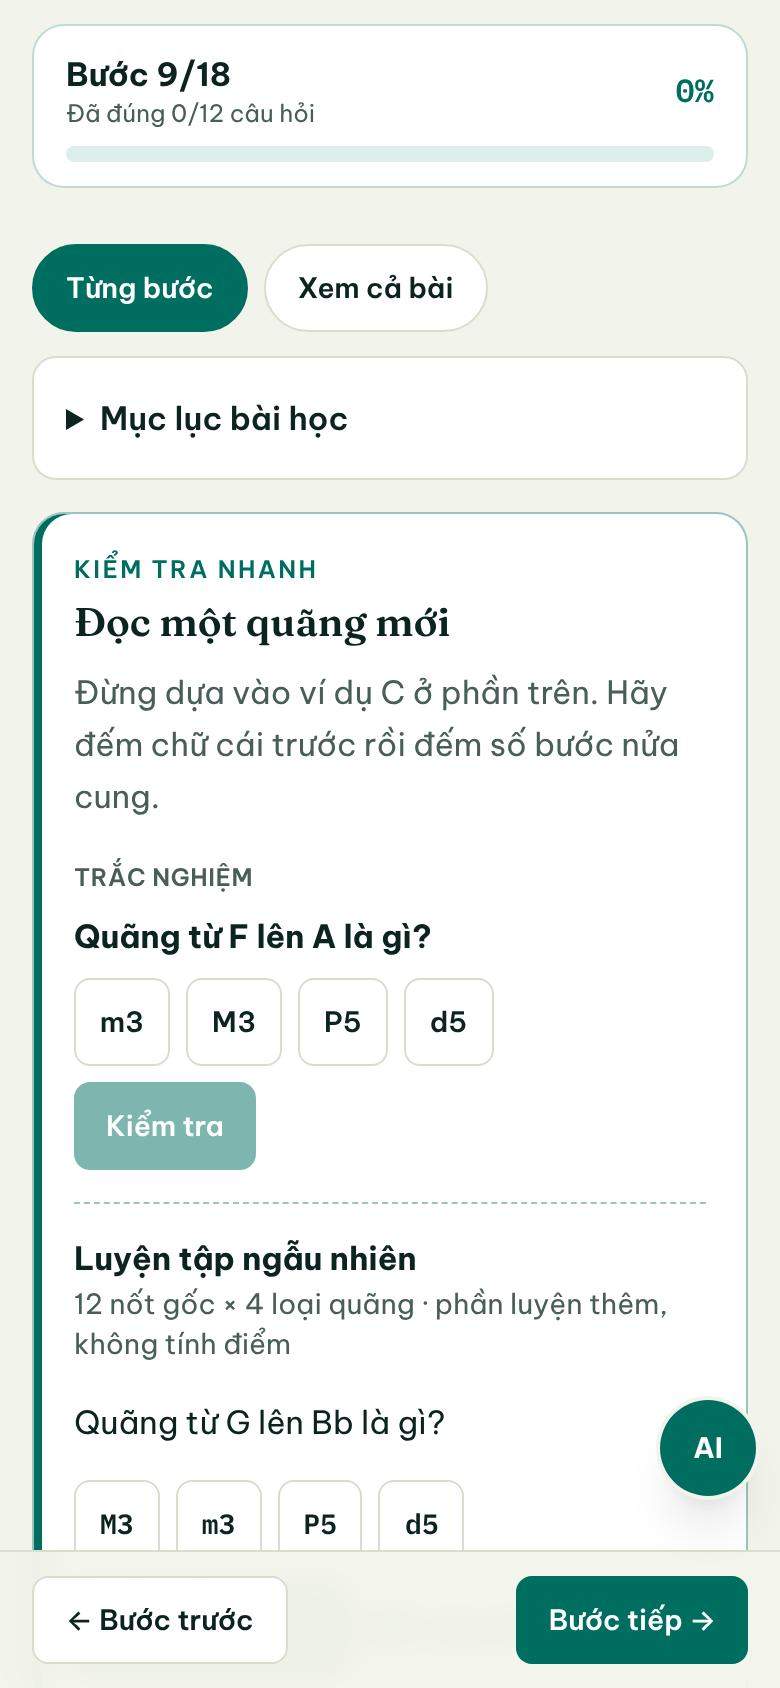 Bước 9/18
Đã đúng 0/12 câu hỏi
0%
Từng bước
Xem cả bài
▶ Mục lục bài học
KIỂM TRA NHANH
Đọc một quãng mới
Đừng dựa vào ví dụ C ở phần trên. Hãy
đếm chữ cái trước rồi đếm số bước nửa
cung.
TRẮC NGHIỆM
Quãng từ F lên A là gì?
m3 M3 P5 d5
Kiểm tra
Luyện tập ngẫu nhiên
12 nốt gốc × 4 loại quãng · phần luyện thêm,
không tính điểm
Quãng từ G lên Bb là gì?
AI
M3 m3 P5 d5
← Bước trước
Bước tiếp →